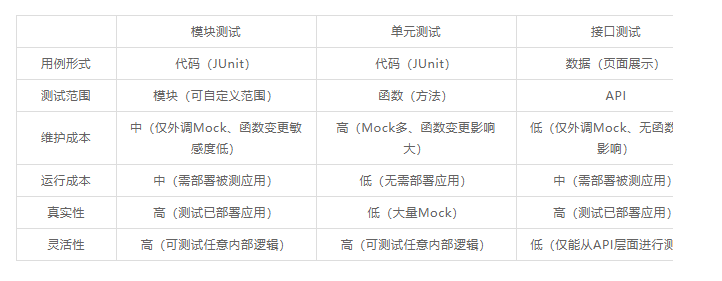 模块测试 单元测试 接口测试
用例形式 代码（JUnit） 代码（JUnit） 数据（页面展示）
测试范围 模块（可自定义范围） 函数（方法） API
维护成本 中（仅外调Mock、函数变更敏感度低） 高（Mock多、函数变更影响大） 低（仅外调Mock、无函数影响）
运行成本 中（需部署被测应用） 低（无需部署应用） 中（需部署被测应用）
真实性 高（测试已部署应用） 低（大量Mock） 高（测试已部署应用）
灵活性 高（可测试任意内部逻辑） 高（可测试任意内部逻辑） 低（仅能从API层面进行测